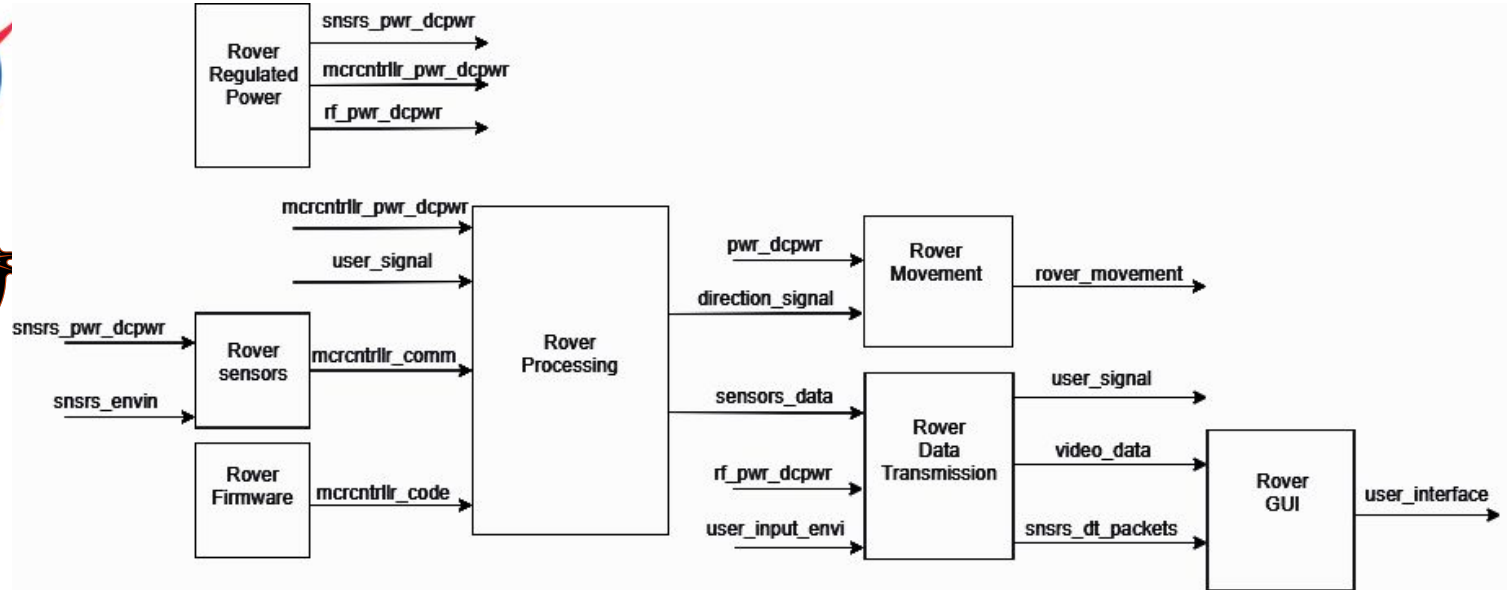 snsrs_pwr_dcpwr
Rover
Regulated
Power
mcrcntrllr_pwr_dcpwr
rf_pwr_dcpwr
mcrcntrllr_pwr_dcpwr
user_signal
Rover
Processing
pwr_dcpwr
direction_signal
Rover
Movement
rover_movement
snsrs_pwr_dcpwr
snsrs_envin
Rover
sensors
mcrcntrllr_comm
Rover
Firmware
mcrcntrllr_code
sensors_data
rf_pwr_dcpwr
user_input_envi
Rover
Data
Transmission
user_signal
video_data
snsrs_dt_packets
Rover
GUI
user_interface